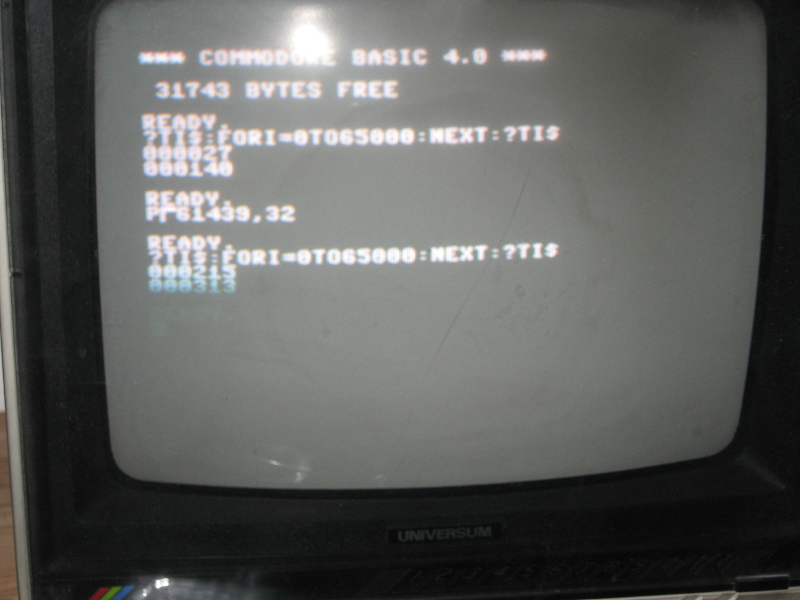 *** COMMODORE BASIC 4.0 ***
31743 BYTES FREE
READY.
?TI$:FORI=0TO65000:NEXT:?TI$
000027
000140
READY.
P┌61439,32
READY.
?TI$:FORI=0TO65000:NEXT:?TI$
000215
000313
UNIVERSUM